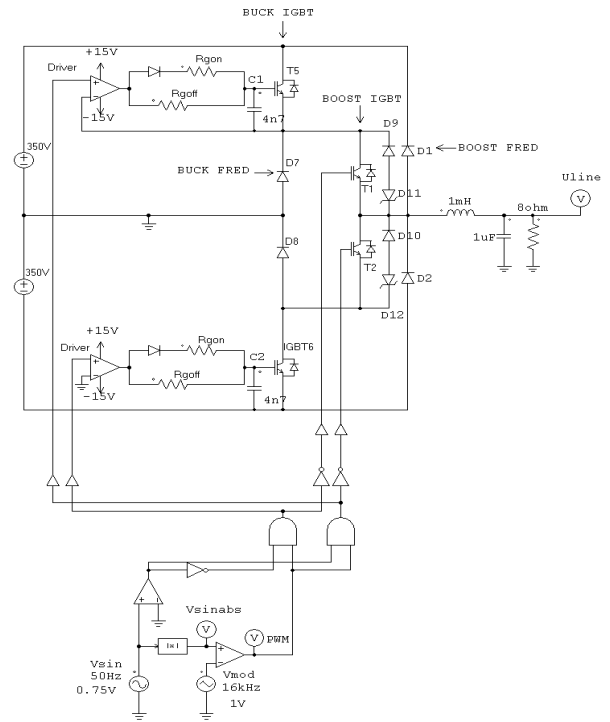 BUCK IGBT
+15V
Driver
Rgon
Rgoff
-15V
C1
4n7
T5
BOOST IGBT
D9
D1
BOOST FRED
350V
BUCK FRED
D7
T1
D11
Uline
V
1mH
8ohm
1uF
D8
D10
T2
D2
D12
350V
+15V
Driver
Rgon
Rgoff
-15V
C2
4n7
IGBT6
Vsinabs
V
V
PWM
|x|
Vsin
50Hz
0.75V
Vmod
16kHz
1V